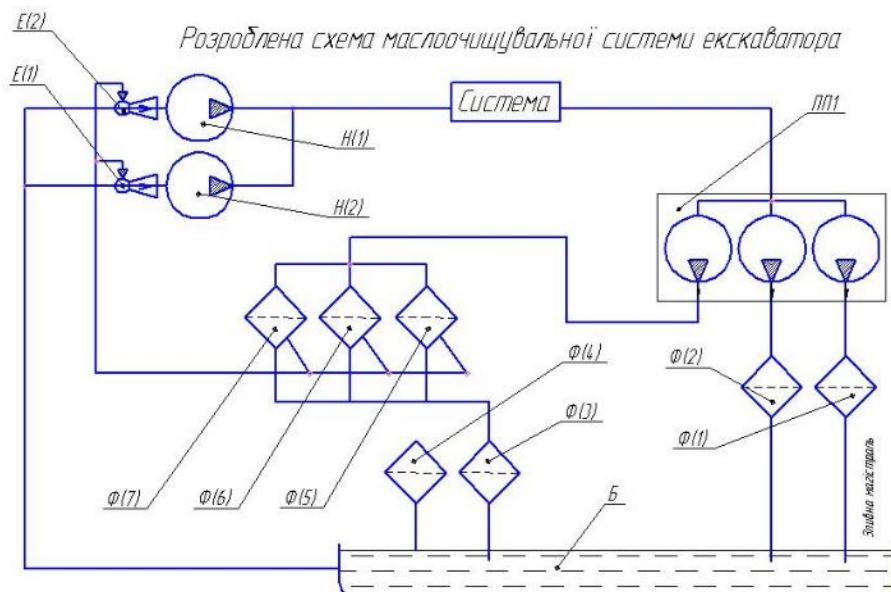 Розроблена схема маслоочищувальної системи екскаватора
Е(2)
Е(1)
Н(1)
Н(2)
Система
ПП1
Ф(7)
Ф(6)
Ф(5)
Ф(4)
Ф(3)
Ф(2)
Ф(1)
Б
Зливна магістраль